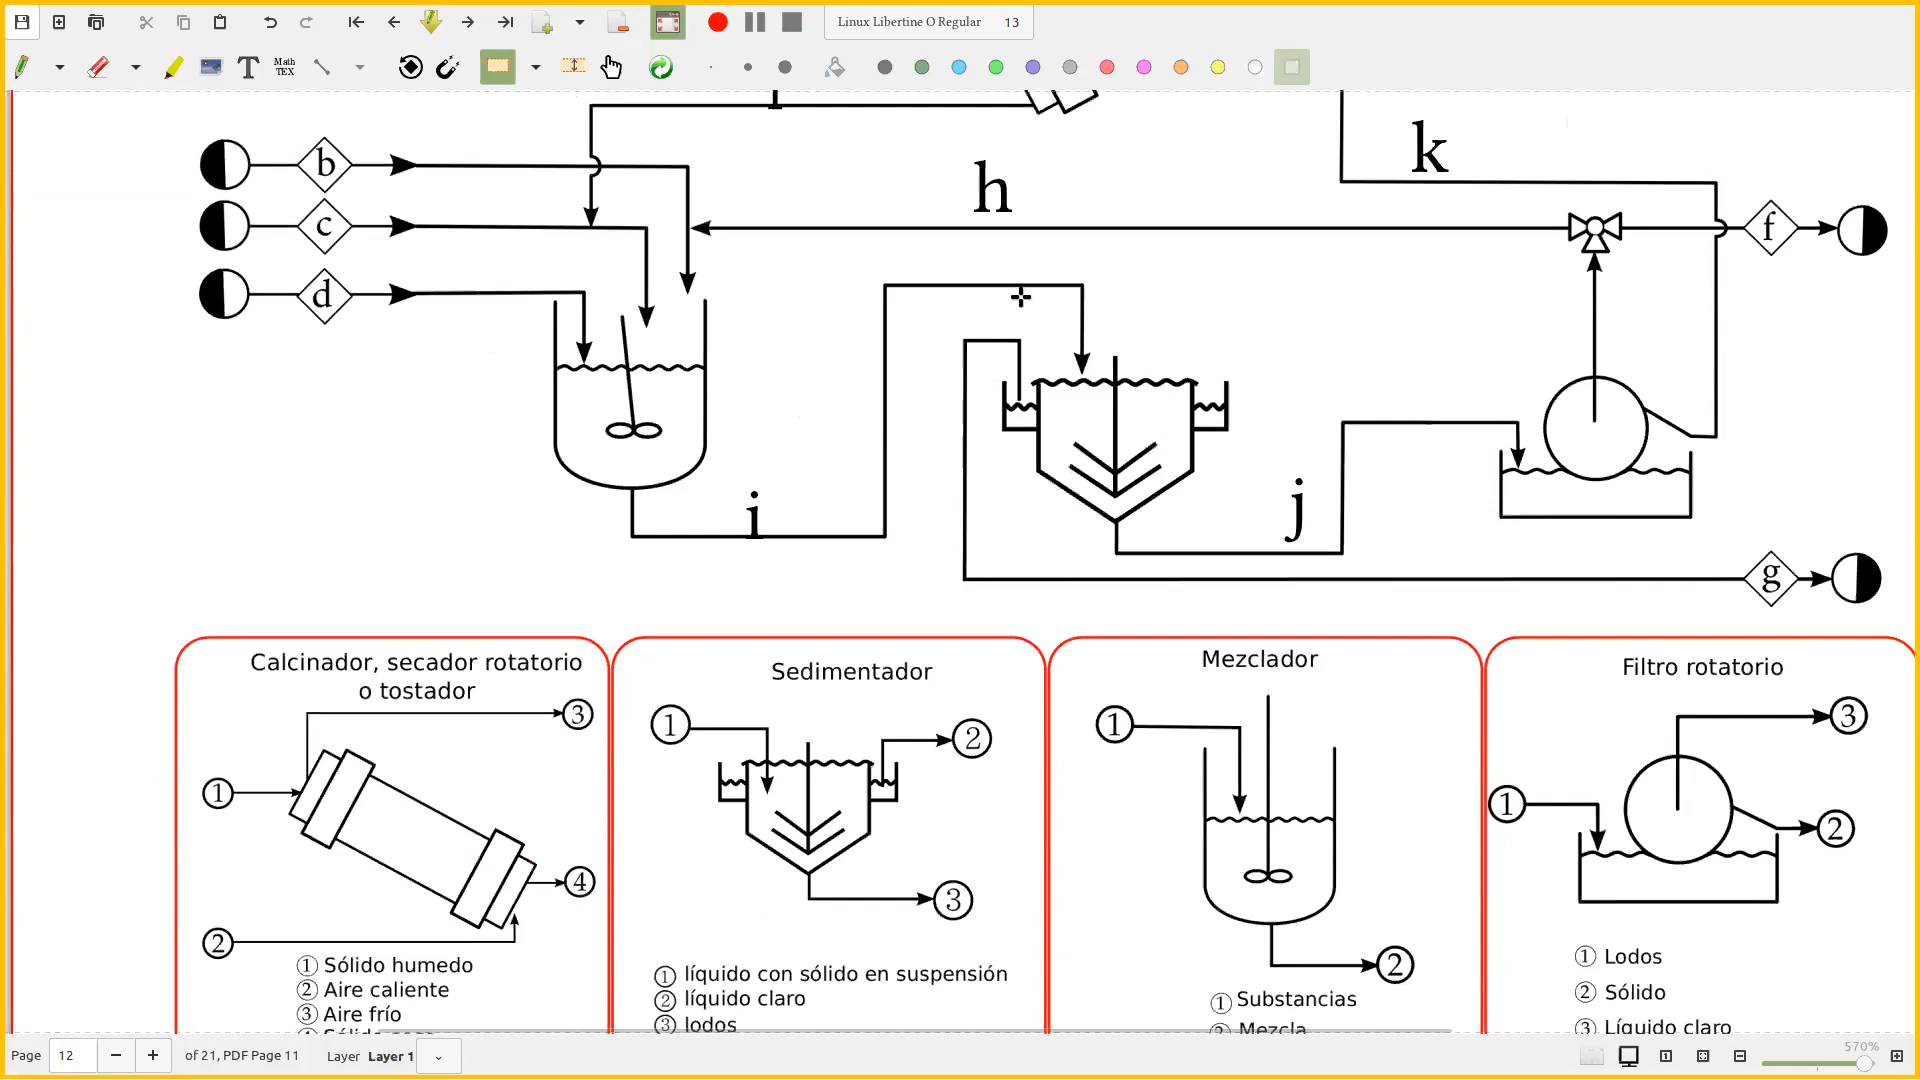 Linux Libertine O Regular 13
Math
TEX
b
c
d
h
k
f
i
j
g
Calcinador, secador rotatorio
o tostador
1
2
3
4
① Sólido humedo
② Aire caliente
③ Aire frío
Sedimentador
1
2
3
① líquido con sólido en suspensión
② líquido claro
③ lodos
Mezclador
1
2
① Substancias
② Mezcla
Filtro rotatorio
1
2
3
① Lodos
② Sólido
③ Líquido claro
Page 12 of 21, PDF Page 11 Layer Layer 1
570%